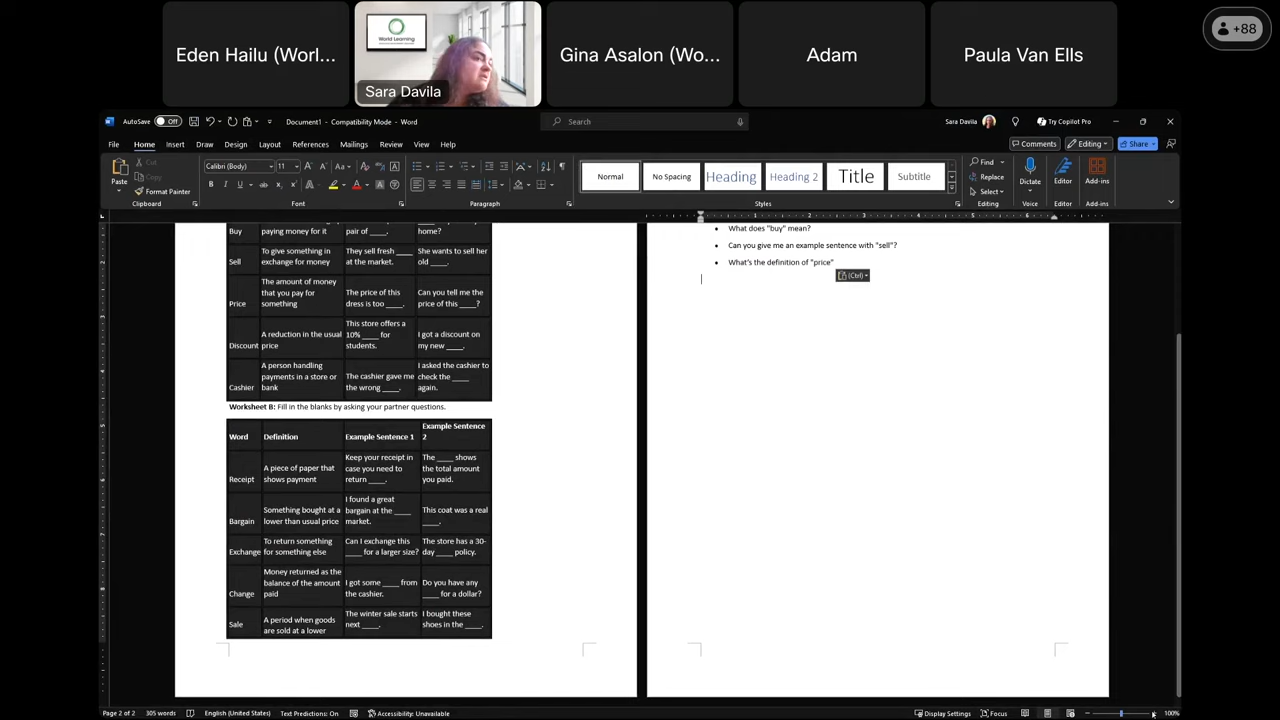 Eden Hailu (Worl...
World Learning
Sara Davila
Gina Asalon (Wo...
Adam
Paula Van Ells
+88
AutoSave Off Document1 - Compatibility Mode - Word Search Sara Davila Try Copilot Pro
File Home Insert Draw Design Layout References Mailings Review View Help Comments Editing Share
Paste Cut Copy Format Painter Clipboard
Calibri (Body) 11 Font
Paragraph
Normal No Spacing Heading Heading 2 Title Subtitle Styles
Find Replace Select Editing
Dictate Voice
Editor Editor
Add-ins Add-ins
Buy paying money for it pair of ____. home?
Sell To give something in exchange for money They sell fresh ____ at the market. She wants to sell her old ____.
Price The amount of money that you pay for something The price of this dress is too ____. Can you tell me the price of this ____?
Discount A reduction in the usual price This store offers a 10% ____ for students. I got a discount on my new ____.
Cashier A person handling payments in a store or bank The cashier gave me the wrong ____. I asked the cashier to check the ____ again.
Worksheet B: Fill in the blanks by asking your partner questions.
Word Definition Example Sentence 1 Example Sentence 2
Receipt A piece of paper that shows payment Keep your receipt in case you need to return ____. The ____ shows the total amount you paid.
Bargain Something bought at a lower than usual price I found a great bargain at the ____ market. This coat was a real ____.
Exchange To return something for something else Can I exchange this ____ for a larger size? The store has a 30-day ____ policy.
Change Money returned as the balance of the amount paid I got some ____ from the cashier. Do you have any ____ for a dollar?
Sale A period when goods are sold at a lower The winter sale starts next ____. I bought these shoes in the ____.
• What does "buy" mean?
• Can you give me an example sentence with "sell"?
• What's the definition of "price"
(Ctrl)
Page 2 of 2 305 words English (United States) Text Predictions: On Accessibility: Unavailable Display Settings Focus 100%